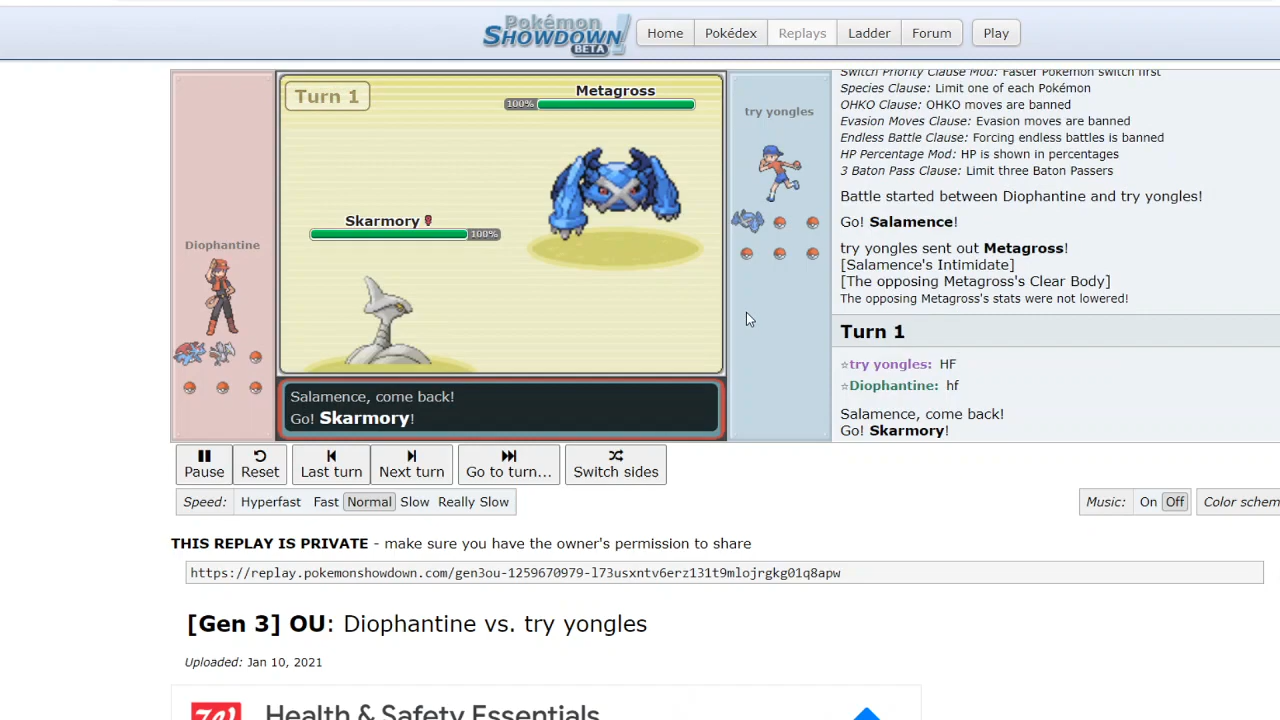 Pokémon
SHOWDOWN!
BETA
Home
Pokédex
Replays
Ladder
Forum
Play
Turn 1
Metagross
100%
Skarmory
100%
Diophantine
try yongles
Salamence, come back!
Go! Skarmory!
Switch Priority Clause Mod: Faster Pokémon switch first
Species Clause: Limit one of each Pokémon
OHKO Clause: OHKO moves are banned
Evasion Moves Clause: Evasion moves are banned
Endless Battle Clause: Forcing endless battles is banned
HP Percentage Mod: HP is shown in percentages
3 Baton Pass Clause: Limit three Baton Passers
Battle started between Diophantine and try yongles!
Go! Salamence!
try yongles sent out Metagross!
[Salamence's Intimidate]
[The opposing Metagross's Clear Body]
The opposing Metagross's stats were not lowered!
Turn 1
☆try yongles: HF
☆Diophantine: hf
Salamence, come back!
Go! Skarmory!
Pause
Reset
Last turn
Next turn
Go to turn...
Switch sides
Speed: Hyperfast Fast Normal Slow Really Slow
Music: On Off
Color schem
THIS REPLAY IS PRIVATE - make sure you have the owner's permission to share
https://replay.pokemonshowdown.com/gen3ou-1259670979-l73usxntv6erz131t9mlojrgkg01q8apw
[Gen 3] OU: Diophantine vs. try yongles
Uploaded: Jan 10, 2021
Health & Safety Essentials